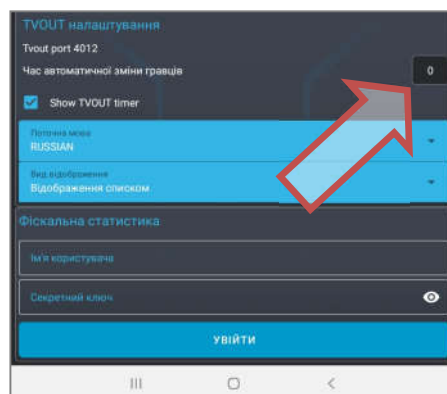 TVOUT налаштування
Tvout port 4012
Час автоматичної зміни гравців
0
Show TVOUT timer
Поточна мова
RUSSIAN
Вид відображення
Відображення списком
Фіскальна статистика
Ім'я користувача
Секретний ключ
УВІЙТИ